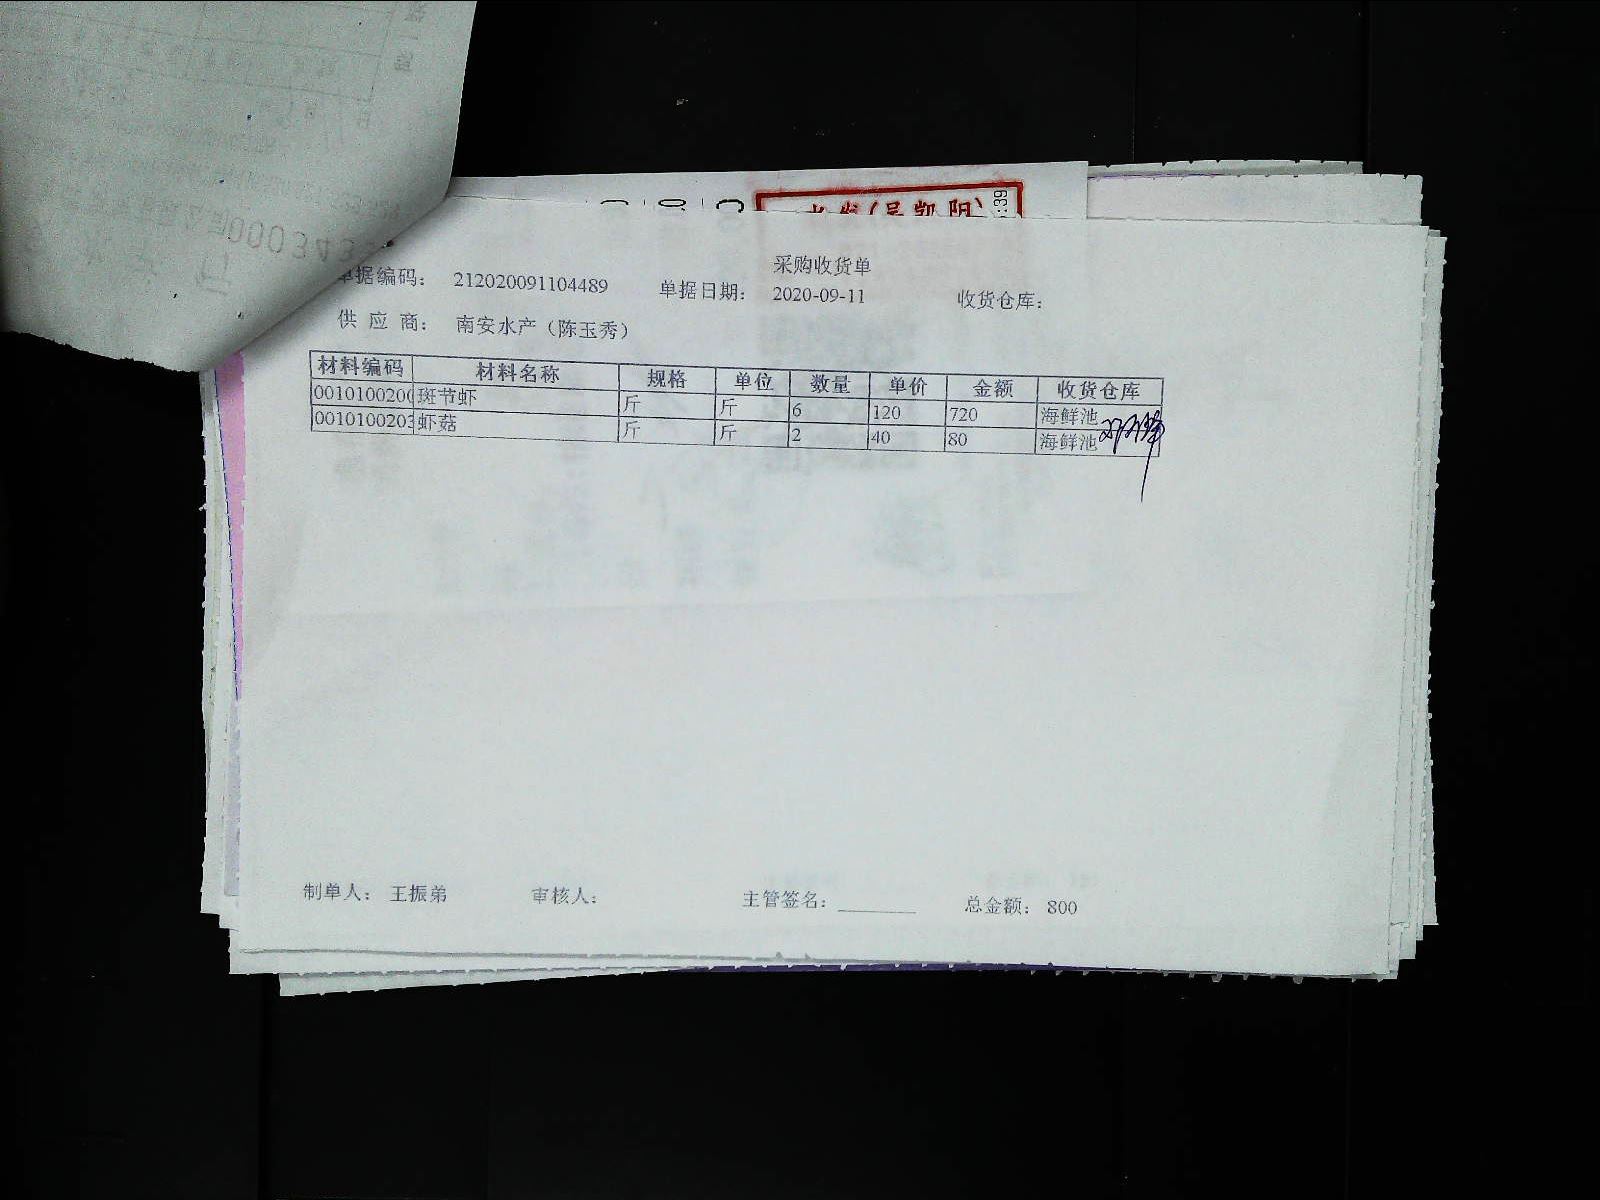 采购收货单
单据编码： 212020091104489 单据日期： 2020-09-11 收货仓库：
供 应 商： 南安水产（陈玉秀）
材料编码 材料名称 规格 单位 数量 单价 金额 收货仓库
0010100200 斑节虾 斤 斤 6 120 720 海鲜池
0010100203 虾菇 斤 斤 2 40 80 海鲜池
制单人： 王振弟 审核人： 主管签名： 总金额： 800